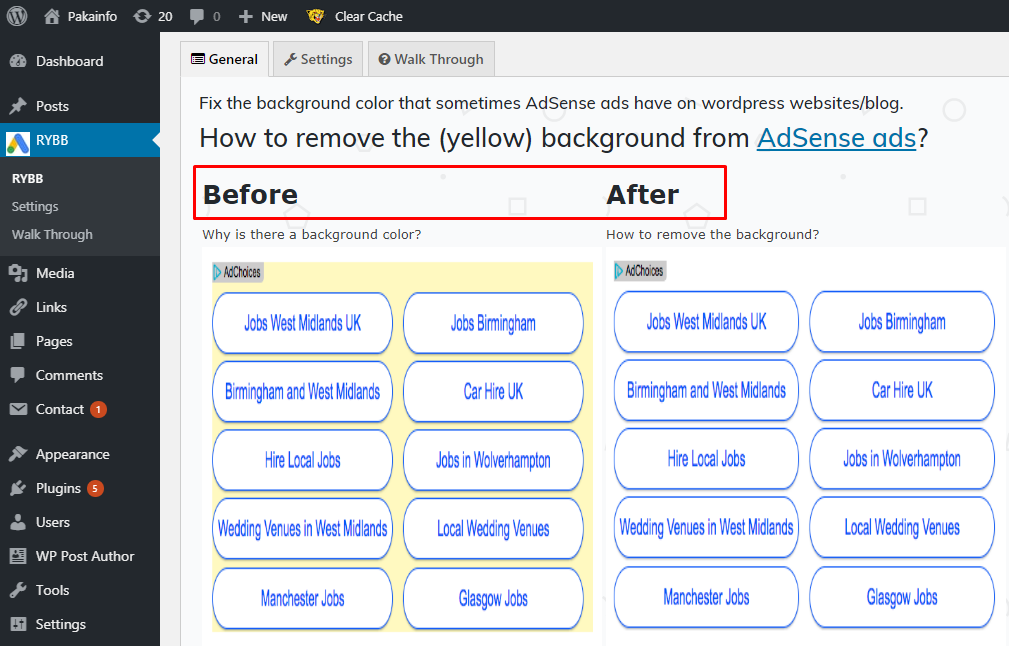 Pakainfo 20 0 New Clear Cache
Dashboard
Posts
RYBB
RYBB
Settings
Walk Through
Media
Links
Pages
Comments
Contact 1
Appearance
Plugins 5
Users
WP Post Author
Tools
Settings
General Settings Walk Through
Fix the background color that sometimes AdSense ads have on wordpress websites/blog.
How to remove the (yellow) background from AdSense ads?
Before After
Why is there a background color? How to remove the background?
AdChoices
Jobs West Midlands UK Jobs Birmingham
Birmingham and West Midlands Car Hire UK
Hire Local Jobs Jobs in Wolverhampton
Wedding Venues in West Midlands Local Wedding Venues
Manchester Jobs Glasgow Jobs
AdChoices
Jobs West Midlands UK Jobs Birmingham
Birmingham and West Midlands Car Hire UK
Hire Local Jobs Jobs in Wolverhampton
Wedding Venues in West Midlands Local Wedding Venues
Manchester Jobs Glasgow Jobs